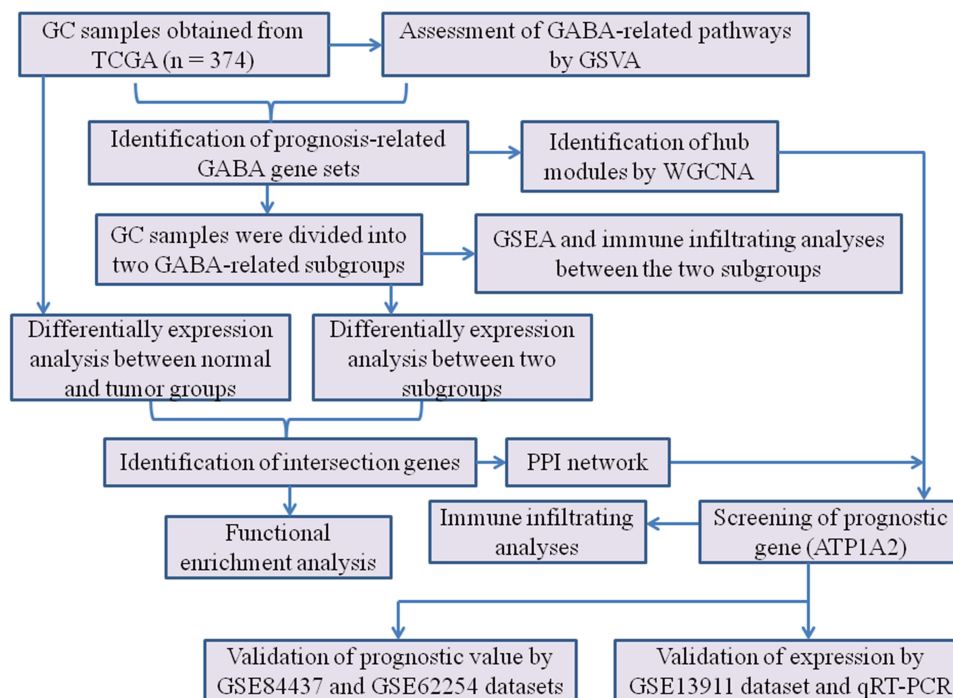 GC samples obtained from
TCGA (n = 374)
Assessment of GABA-related pathways
by GSVA
Identification of prognosis-related
GABA gene sets
Identification of hub
modules by WGCNA
GC samples were divided into
two GABA-related subgroups
GSEA and immune infiltrating analyses
between the two subgroups
Differentially expression
analysis between normal
and tumor groups
Differentially expression
analysis between two
subgroups
Identification of intersection genes
PPI network
Functional
enrichment analysis
Immune infiltrating
analyses
Screening of prognostic
gene (ATP1A2)
Validation of prognostic value by
GSE84437 and GSE62254 datasets
Validation of expression by
GSE13911 dataset and qRT-PCR